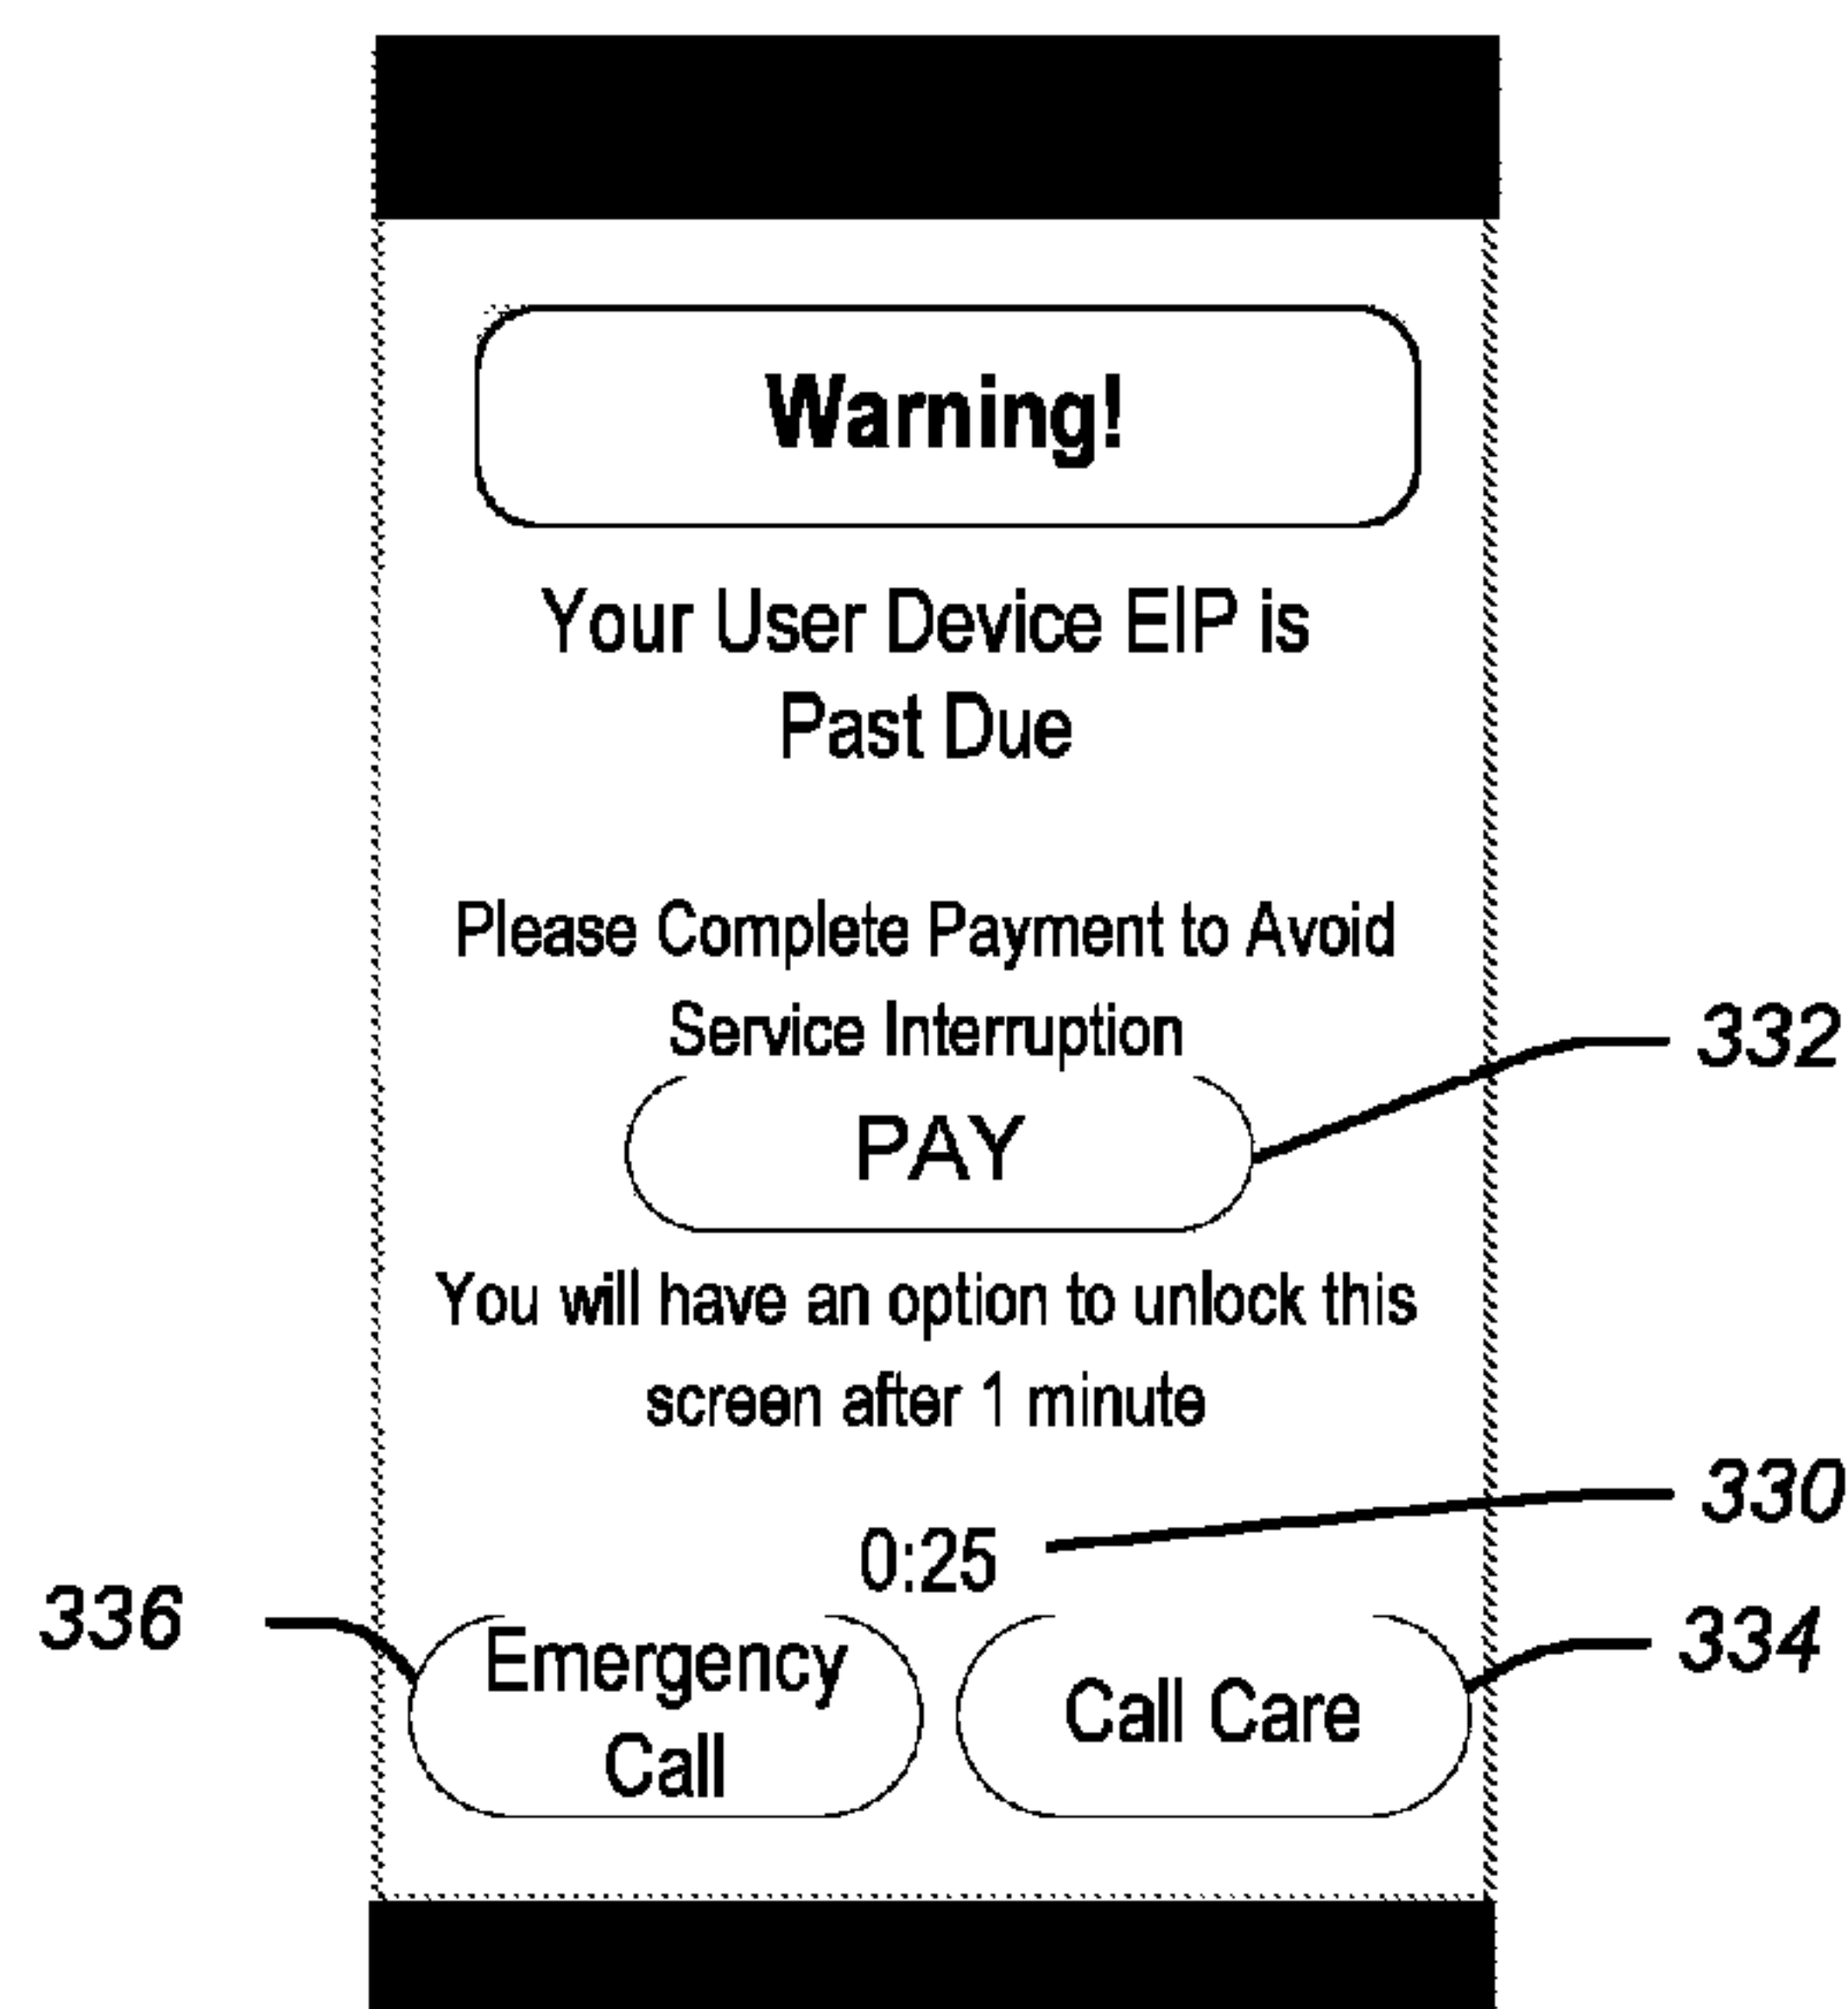 Warning!
Your User Device EIP is
Past Due
Please Complete Payment to Avoid
Service Interruption
332
PAY
You will have an option to unlock this
screen after 1 minute
330
0:25
336
334
Emergency
Call
Call Care